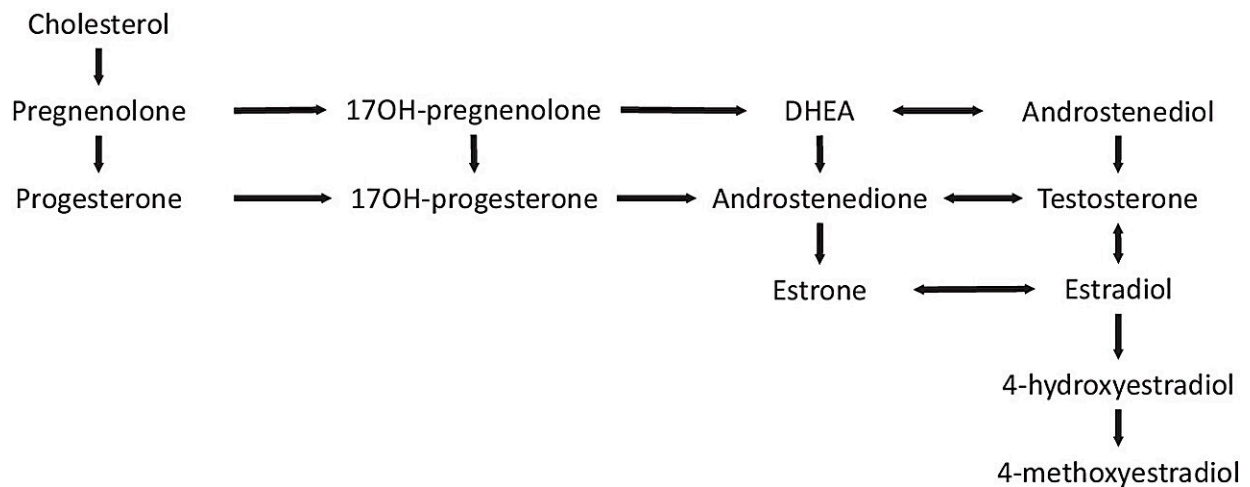 Cholesterol
Pregnenolone 17OH-pregnenolone DHEA Androstenediol
Progesterone 17OH-progesterone Androstenedione Testosterone
Estrone Estradiol
4-hydroxyestradiol
4-methoxyestradiol